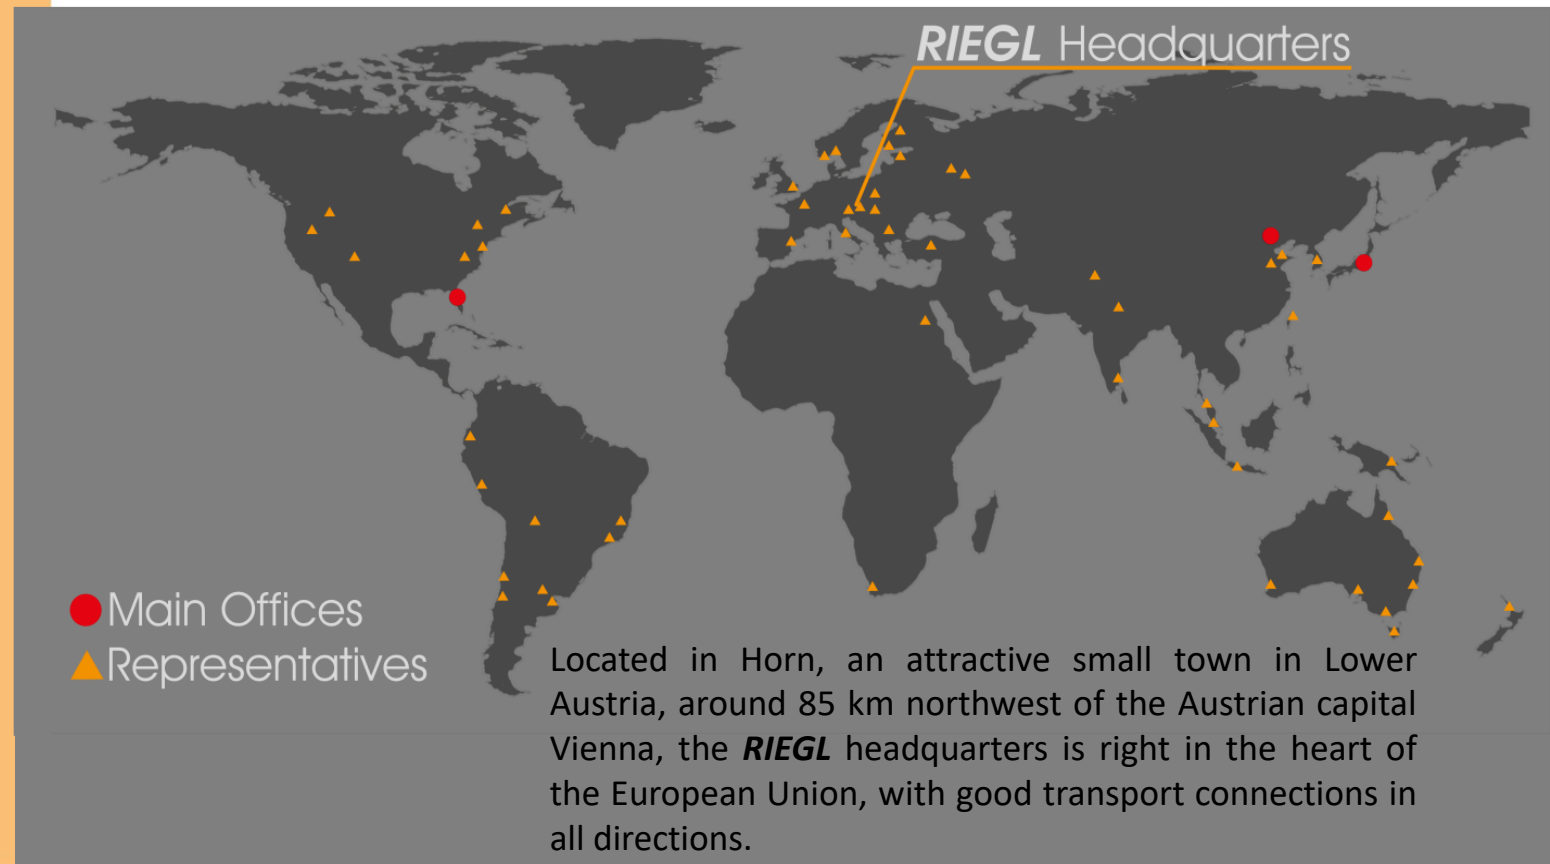 RIEGL Headquarters
Main Offices
Representatives
Located in Horn, an attractive small town in Lower
Austria, around 85 km northwest of the Austrian capital
Vienna, the RIEGL headquarters is right in the heart of
the European Union, with good transport connections in
all directions.